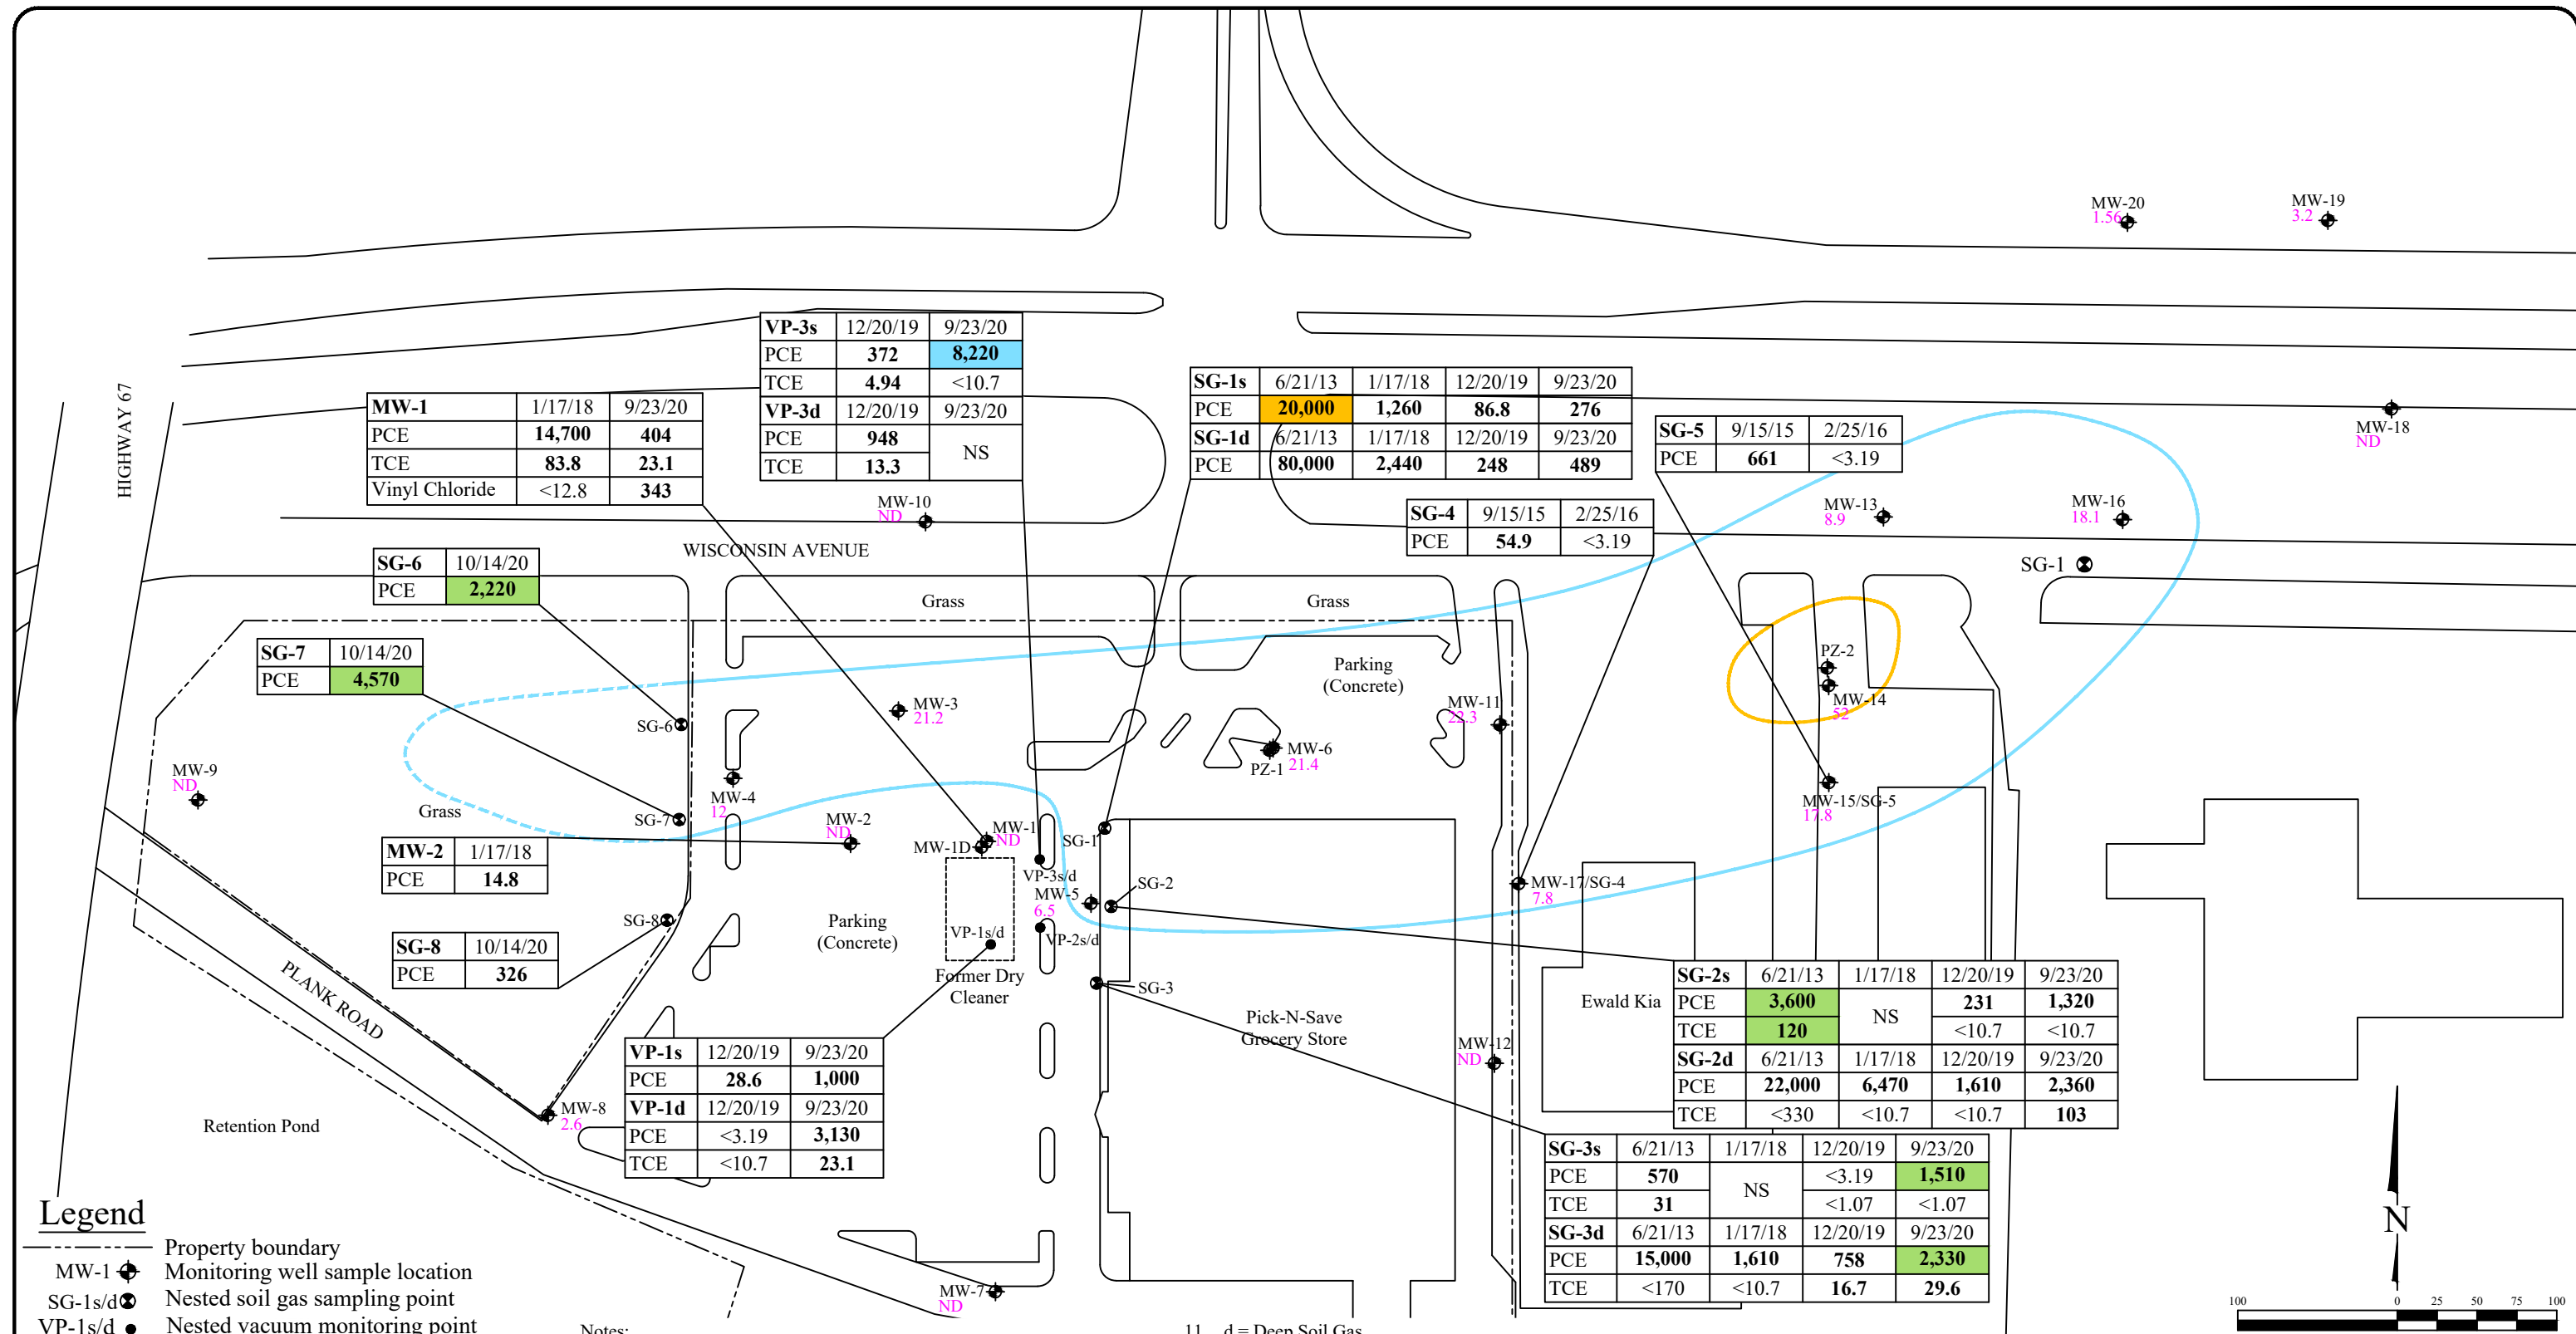 MW-20
1.56
MW-19
3.2
HIGHWAY 67
VP-3s 12/20/19 9/23/20
PCE 372 8,220
TCE 4.94 <10.7
VP-3d 12/20/19 9/23/20
PCE 948 NS
TCE 13.3
SG-1s 6/21/13 1/17/18 12/20/19 9/23/20
PCE 20,000 1,260 86.8 276
SG-1d 6/21/13 1/17/18 12/20/19 9/23/20
PCE 80,000 2,440 248 489
MW-1 1/17/18 9/23/20
PCE 14,700 404
TCE 83.8 23.1
Vinyl Chloride <12.8 343
SG-5 9/15/15 2/25/16
PCE 661 <3.19
MW-18
ND
MW-10
ND
SG-4 9/15/15 2/25/16
PCE 54.9 <3.19
MW-13
8.9
MW-16
18.1
WISCONSIN AVENUE
SG-1
SG-6 10/14/20
PCE 2,220
Grass
Grass
SG-7 10/14/20
PCE 4,570
Parking
(Concrete)
PZ-2
MW-14
52
MW-3
21.2
MW-11
22.3
SG-6
MW-6
PZ-1 21.4
MW-9
ND
MW-4
12
MW-15/SG-5
17.8
Grass
SG-7
MW-2
ND
MW-1
ND
MW-1D
SG-1
MW-2 1/17/18
PCE 14.8
VP-3s/d
MW-5
6.5
SG-2
MW-17/SG-4
7.8
SG-8
Parking
(Concrete)
VP-1s/d
VP-2s/d
SG-8 10/14/20
PCE 326
PLANK ROAD
Former Dry
Cleaner
SG-3
Pick-N-Save
Grocery Store
Ewald Kia
SG-2s 6/21/13 1/17/18 12/20/19 9/23/20
PCE 3,600 NS 231 1,320
TCE 120 <10.7 <10.7
SG-2d 6/21/13 1/17/18 12/20/19 9/23/20
PCE 22,000 6,470 1,610 2,360
TCE <330 <10.7 <10.7 103
MW-12
ND
VP-1s 12/20/19 9/23/20
PCE 28.6 1,000
VP-1d 12/20/19 9/23/20
PCE <3.19 3,130
TCE <10.7 23.1
MW-8
2.6
Retention Pond
SG-3s 6/21/13 1/17/18 12/20/19 9/23/20
PCE 570 NS <3.19 1,510
TCE 31 <1.07 <1.07
SG-3d 6/21/13 1/17/18 12/20/19 9/23/20
PCE 15,000 1,610 758 2,330
TCE <170 <10.7 16.7 29.6
N
MW-7
ND
Legend
Property boundary
MW-1 Monitoring well sample location
SG-1s/d Nested soil gas sampling point
VP-1s/d Nested vacuum monitoring point
Notes:
11. d = Deep Soil Gas
100 0 25 50 75 100